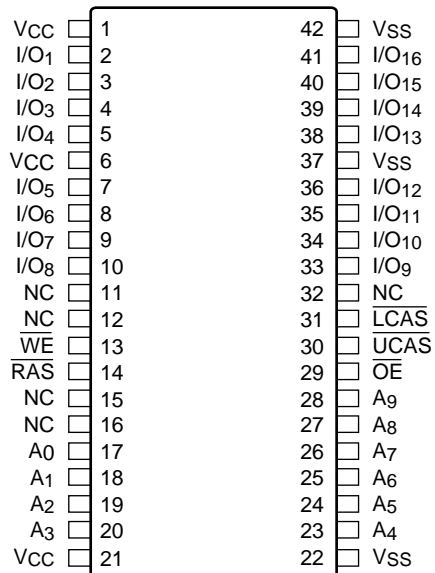 VCC 1 42 VSS
I/O1 2 41 I/O16
I/O2 3 40 I/O15
I/O3 4 39 I/O14
I/O4 5 38 I/O13
VCC 6 37 VSS
I/O5 7 36 I/O12
I/O6 8 35 I/O11
I/O7 9 34 I/O10
I/O8 10 33 I/O9
NC 11 32 NC
NC 12 31 LCAS
WE 13 30 UCAS
RAS 14 29 OE
NC 15 28 A9
NC 16 27 A8
A0 17 26 A7
A1 18 25 A6
A2 19 24 A5
A3 20 23 A4
VCC 21 22 VSS